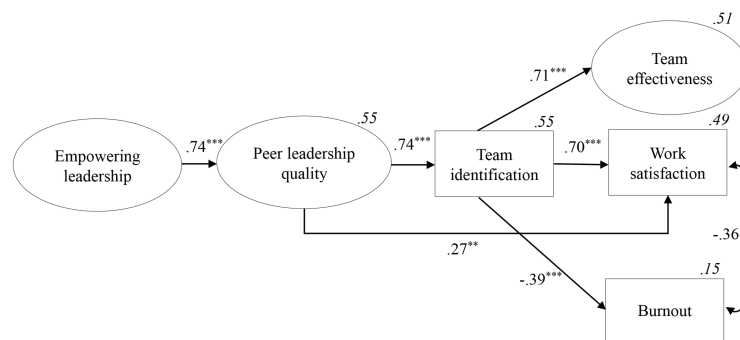 .51
Team
effectiveness
.71***
.55
.55
.49
.74***
.74***
.70***
Empowering
leadership
Peer leadership
quality
Team
identification
Work
satisfaction
.27**
-.36
-.39***
.15
Burnout